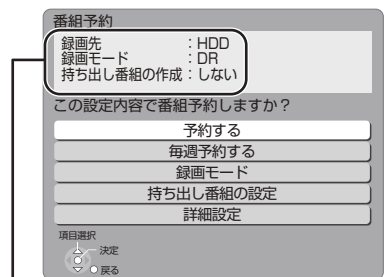 番組予約
録画先　　　　　：HDD
録画モード　　　：DR
持ち出し番組の作成：しない
この設定内容で番組予約しますか？
予約する
毎週予約する
録画モード
持ち出し番組の設定
詳細設定
項目選択
決定
戻る